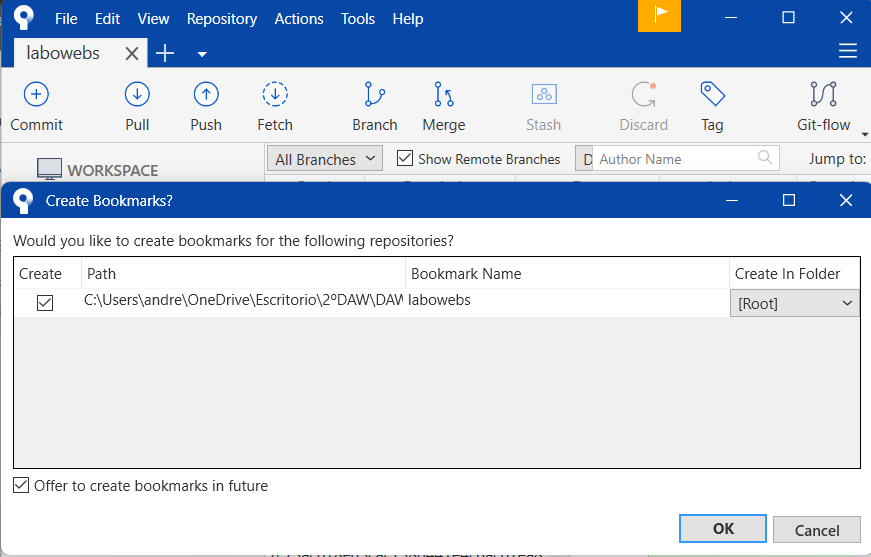 File Edit View Repository Actions Tools Help
labowebs
Commit Pull Push Fetch Branch Merge Stash Discard Tag Git-flow
WORKSPACE All Branches Show Remote Branches D Author Name Jump to:
Create Bookmarks?
Would you like to create bookmarks for the following repositories?
Create Path Bookmark Name Create In Folder
C:\Users\andre\OneDrive\Escritorio\2ºDAW\DAW labowebs [Root]
Offer to create bookmarks in future
OK Cancel